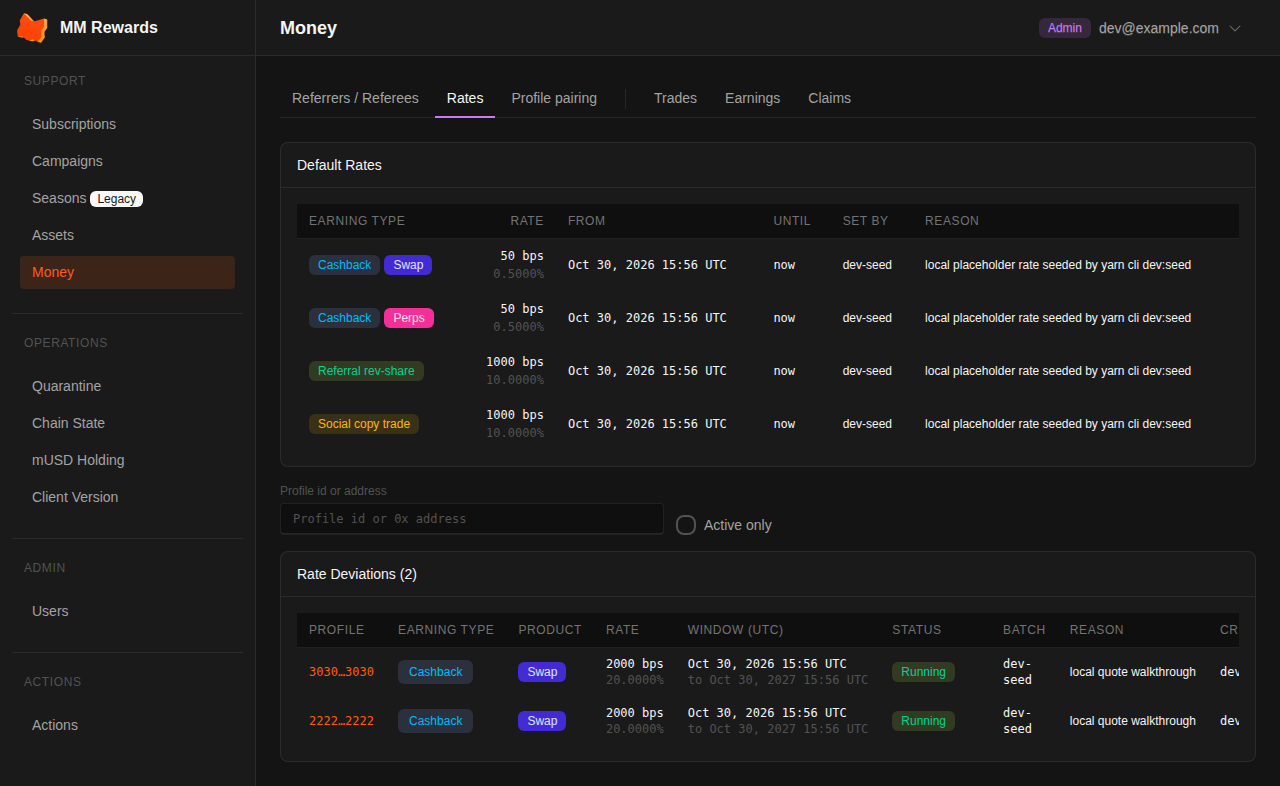 MM Rewards
Money
Admin dev@example.com
SUPPORT
Subscriptions
Campaigns
Seasons Legacy
Assets
Money
OPERATIONS
Quarantine
Chain State
mUSD Holding
Client Version
ADMIN
Users
ACTIONS
Actions
Referrers / Referees Rates Profile pairing Trades Earnings Claims
Default Rates
EARNING TYPE RATE FROM UNTIL SET BY REASON
Cashback Swap 50 bps Oct 30, 2026 15:56 UTC now dev-seed local placeholder rate seeded by yarn cli dev:seed
0.5000%
Cashback Perps 50 bps Oct 30, 2026 15:56 UTC now dev-seed local placeholder rate seeded by yarn cli dev:seed
0.5000%
Referral rev-share 1000 bps Oct 30, 2026 15:56 UTC now dev-seed local placeholder rate seeded by yarn cli dev:seed
10.0000%
Social copy trade 1000 bps Oct 30, 2026 15:56 UTC now dev-seed local placeholder rate seeded by yarn cli dev:seed
10.0000%
Profile id or address
Profile id or 0x address
Active only
Rate Deviations (2)
PROFILE EARNING TYPE PRODUCT RATE WINDOW (UTC) STATUS BATCH REASON CR
3030…3030 Cashback Swap 2000 bps Oct 30, 2026 15:56 UTC Running dev- local quote walkthrough dev
20.0000% to Oct 30, 2027 15:56 UTC seed
2222…2222 Cashback Swap 2000 bps Oct 30, 2026 15:56 UTC Running dev- local quote walkthrough dev
20.0000% to Oct 30, 2027 15:56 UTC seed